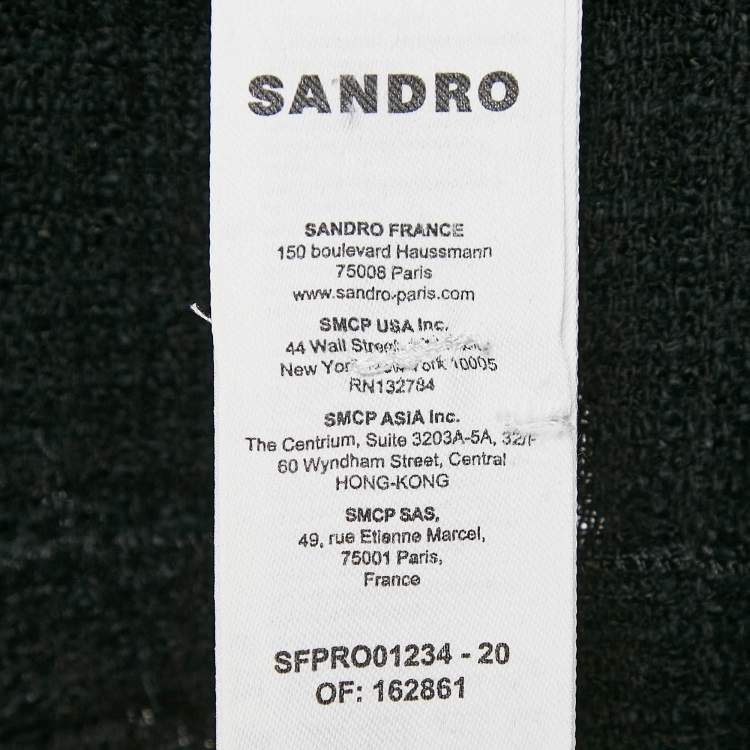 SANDRO
SANDRO FRANCE
150 boulevard Haussmann
75008 Paris
www.sandro-paris.com
SMCP USA Inc.
44 Wall Street
New York 10005
RN132784
SMCP ASIA Inc.
The Centrium, Suite 3203A-5A, 32/F
60 Wyndham Street, Central
HONG-KONG
SMCP SAS,
49, rue Etienne Marcel,
75001 Paris,
France
SFPRO01234 - 20
OF: 162861